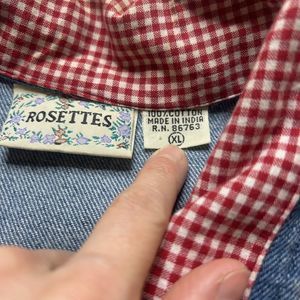 ROSETTES
100% COTTON
MADE IN INDIA
R.N. 86763
XL